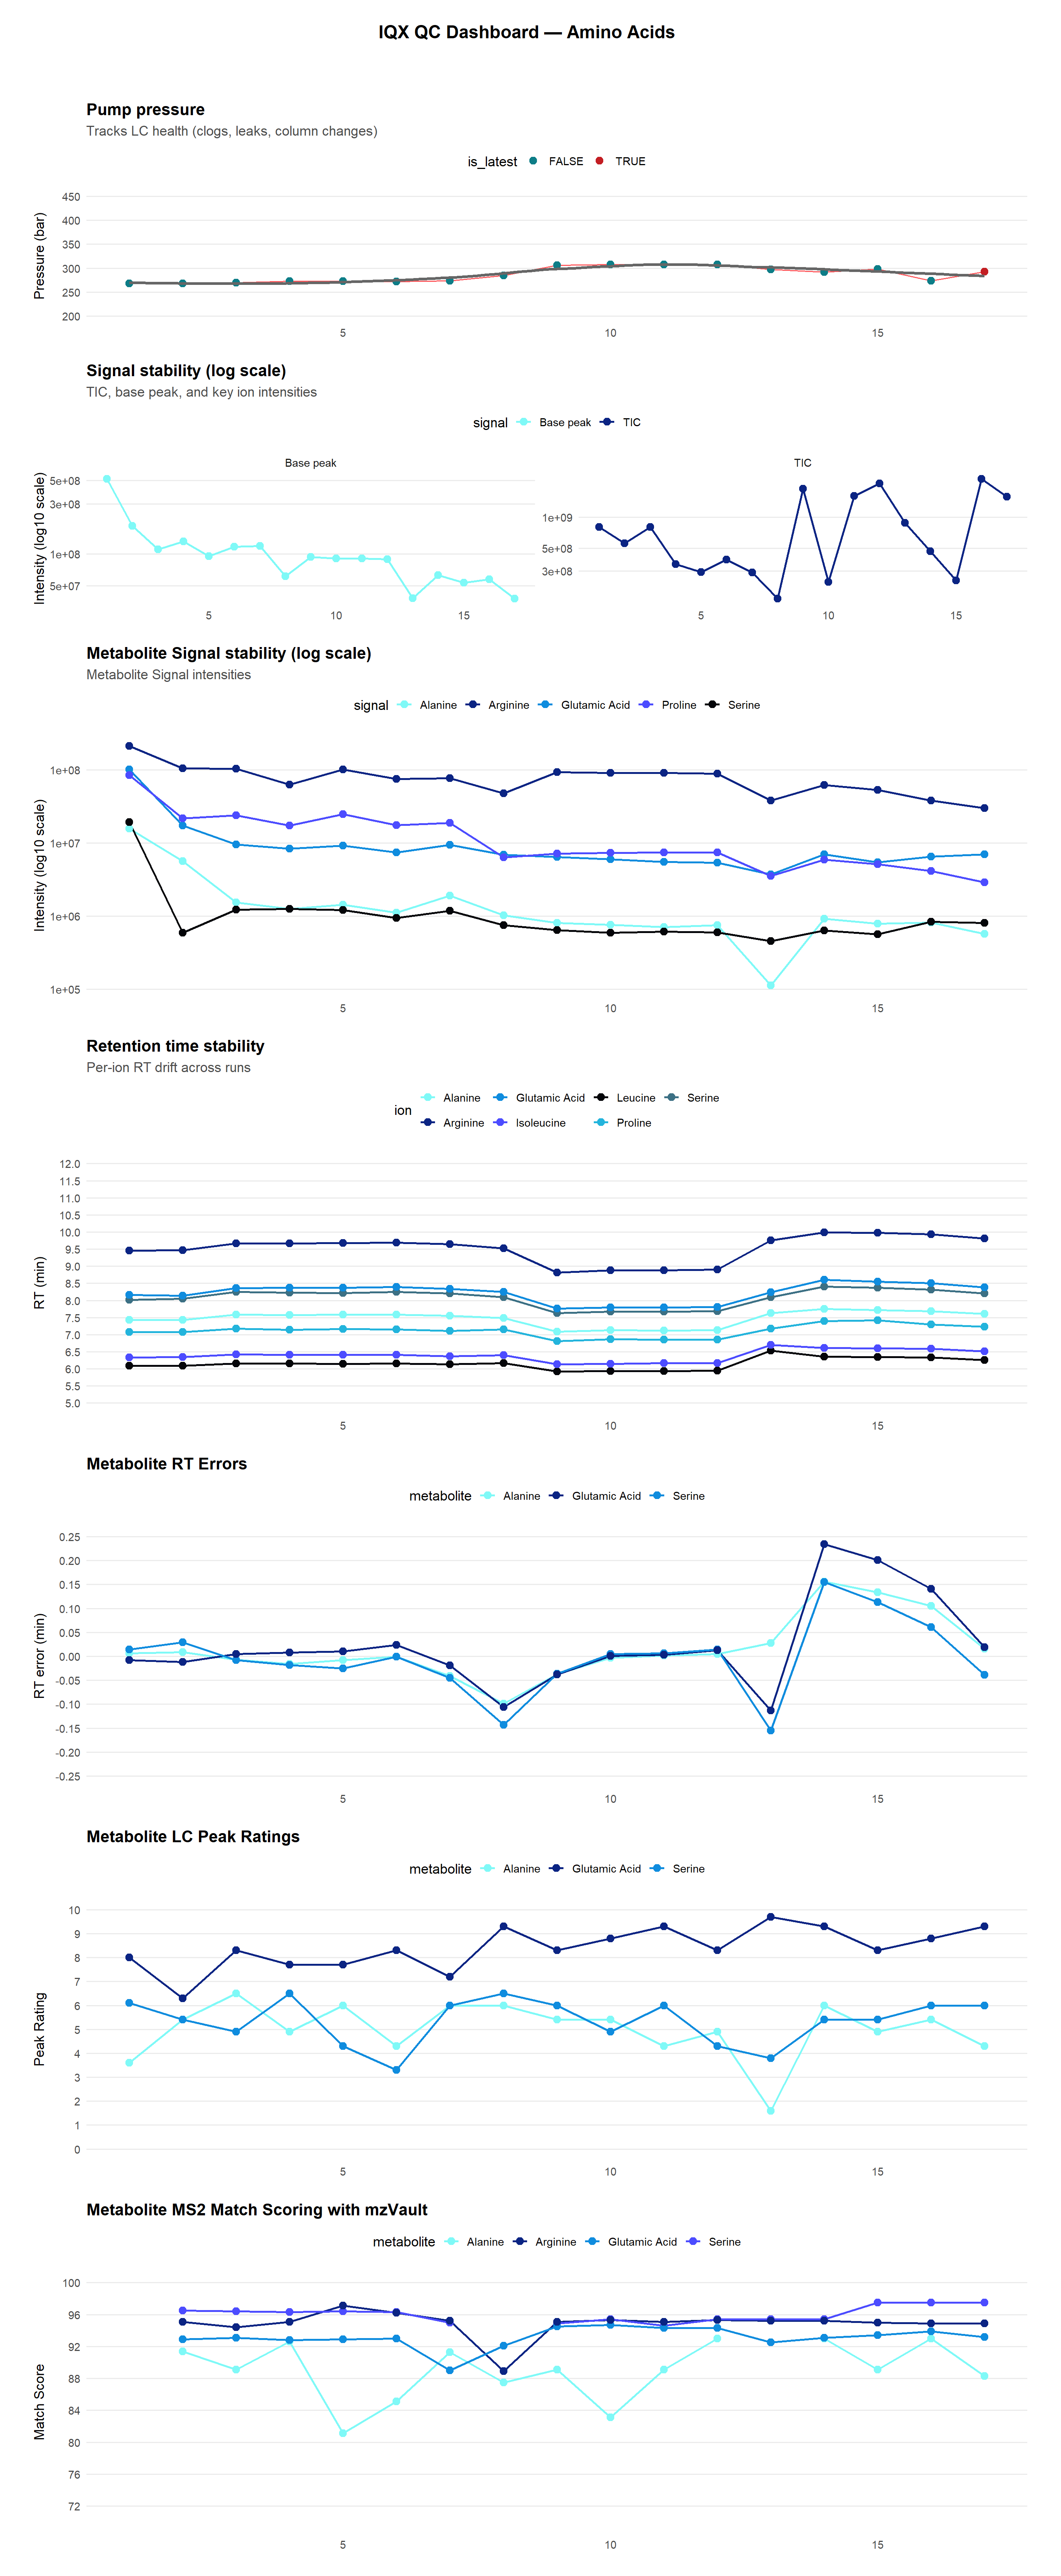 IQX QC Dashboard — Amino Acids
Pump pressure
Tracks LC health (clogs, leaks, column changes)
is_latest FALSE TRUE
Pressure (bar)
450
400
350
300
250
200
5 10 15
Signal stability (log scale)
TIC, base peak, and key ion intensities
signal Base peak TIC
Base peak TIC
Intensity (log10 scale)
5e+08
3e+08
1e+08
5e+07
5 10 15
1e+09
5e+08
3e+08
5 10 15
Metabolite Signal stability (log scale)
Metabolite Signal intensities
signal Alanine Arginine Glutamic Acid Proline Serine
Intensity (log10 scale)
1e+08
1e+07
1e+06
1e+05
5 10 15
Retention time stability
Per-ion RT drift across runs
ion
Alanine Glutamic Acid Leucine Serine
Arginine Isoleucine Proline
RT (min)
12.0
11.5
11.0
10.5
10.0
9.5
9.0
8.5
8.0
7.5
7.0
6.5
6.0
5.5
5.0
5 10 15
Metabolite RT Errors
metabolite Alanine Glutamic Acid Serine
RT error (min)
0.25
0.20
0.15
0.10
0.05
0.00
-0.05
-0.10
-0.15
-0.20
-0.25
5 10 15
Metabolite LC Peak Ratings
metabolite Alanine Glutamic Acid Serine
Peak Rating
10
9
8
7
6
5
4
3
2
1
0
5 10 15
Metabolite MS2 Match Scoring with mzVault
metabolite Alanine Arginine Glutamic Acid Serine
Match Score
100
96
92
88
84
80
76
72
5 10 15